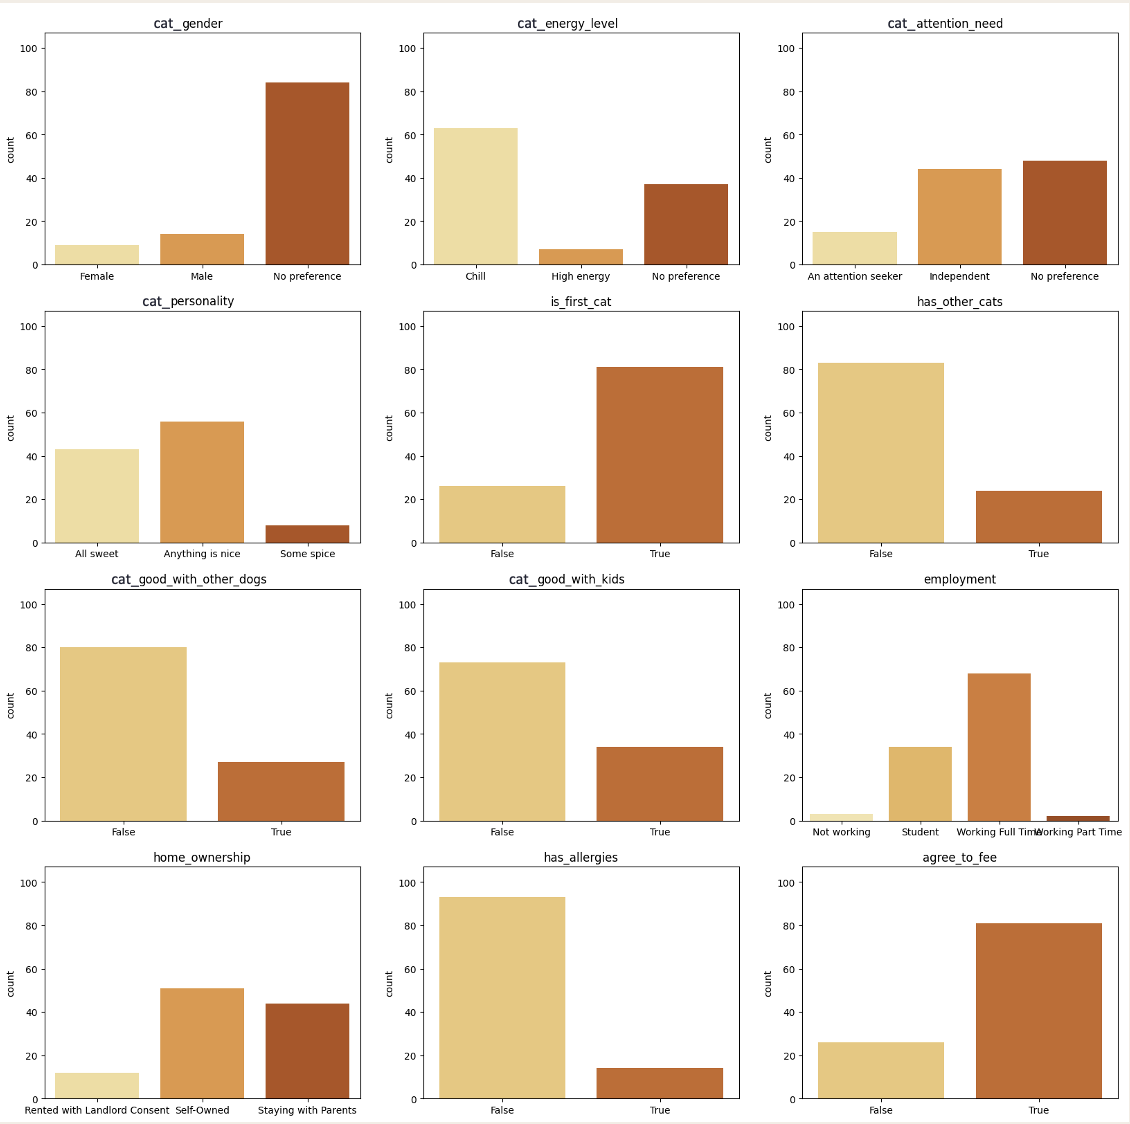 cat_gender
count
100
80
60
40
20
0
Female Male No preference
cat_energy_level
count
100
80
60
40
20
0
Chill High energy No preference
cat_attention_need
count
100
80
60
40
20
0
An attention seeker Independent No preference
cat_personality
count
100
80
60
40
20
0
All sweet Anything is nice Some spice
is_first_cat
count
100
80
60
40
20
0
False True
has_other_cats
count
100
80
60
40
20
0
False True
cat_good_with_other_dogs
count
100
80
60
40
20
0
False True
cat_good_with_kids
count
100
80
60
40
20
0
False True
employment
count
100
80
60
40
20
0
Not working Student Working Full Time Working Part Time
home_ownership
count
100
80
60
40
20
0
Rented with Landlord Consent Self-Owned Staying with Parents
has_allergies
count
100
80
60
40
20
0
False True
agree_to_fee
count
100
80
60
40
20
0
False True